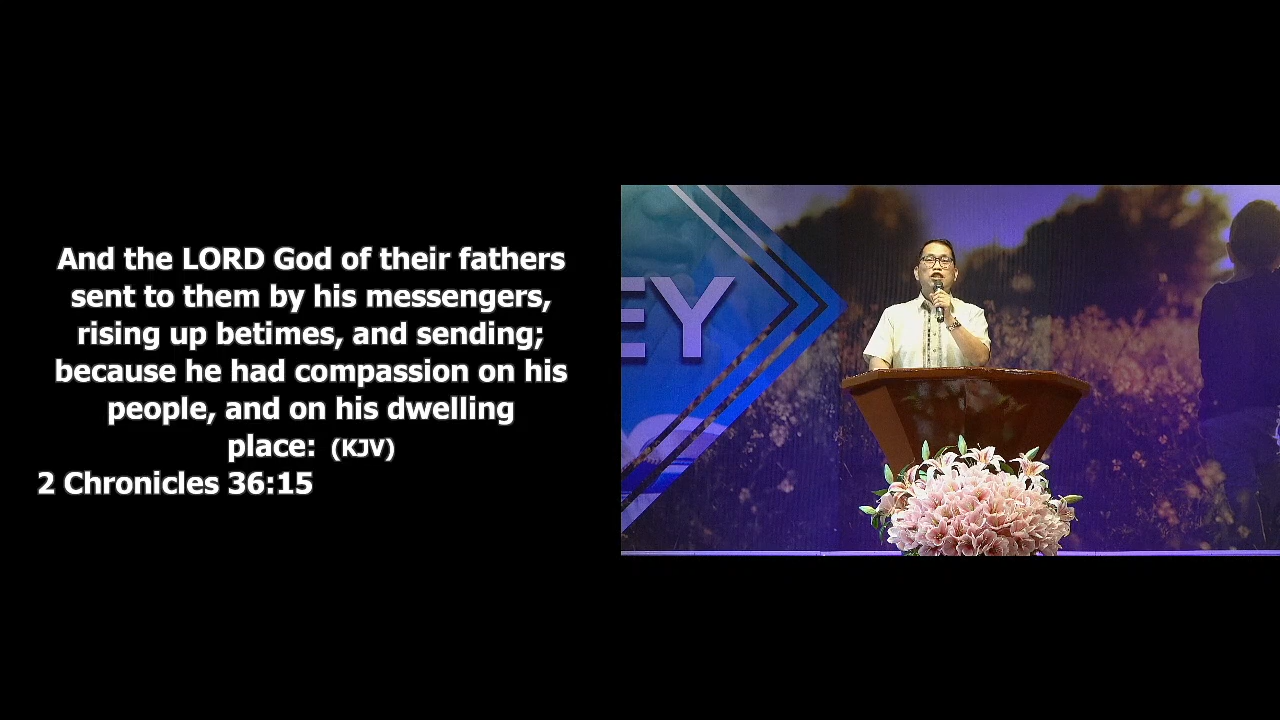 And the LORD God of their fathers
sent to them by his messengers,
rising up betimes, and sending;
because he had compassion on his
people, and on his dwelling
place: (KJV)
2 Chronicles 36:15
EY